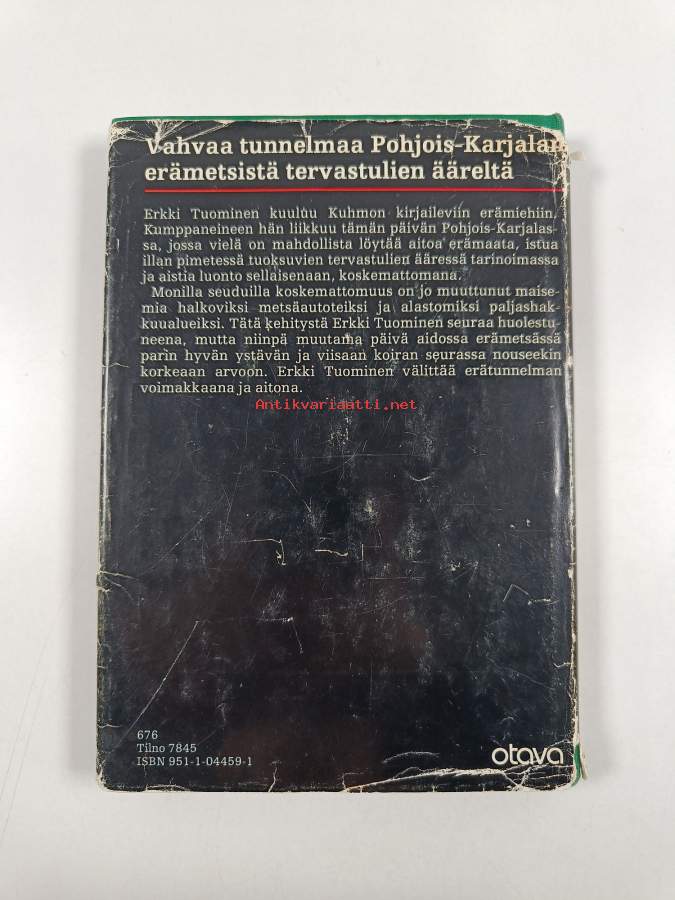 Vahvaa tunnelmaa Pohjois-Karjalan
erämetsistä tervastulien ääreltä
Erkki Tuominen kuuluu Kuhmon kirjaileviin erämiehiin.
Kumppaneineen hän liikkuu tämän päivän Pohjois-Karjalas-
sa, jossa vielä on mahdollista löytää aitoa erämaata, istua
illan pimetessä tuoksuvien tervastulien ääressä tarinoimassa
ja aistia luonto sellaisenaan, koskemattomana.
Monilla seuduilla koskemattomuus on jo muuttunut maise-
mia halkoviksi metsäautoteiksi ja alastomiksi paljashak-
kuualueiksi. Tätä kehitystä Erkki Tuominen seuraa huolestu-
neena, mutta niinpä muutama päivä aidossa erämetsässä
parin hyvän ystävän ja viisaan koiran seurassa nouseekin
korkeaan arvoon. Erkki Tuominen välittää erätunnelman
voimakkaana ja aitona.
Antikvariaatti.net
676
Tilno 7845
ISBN 951-1-04459-1
otava